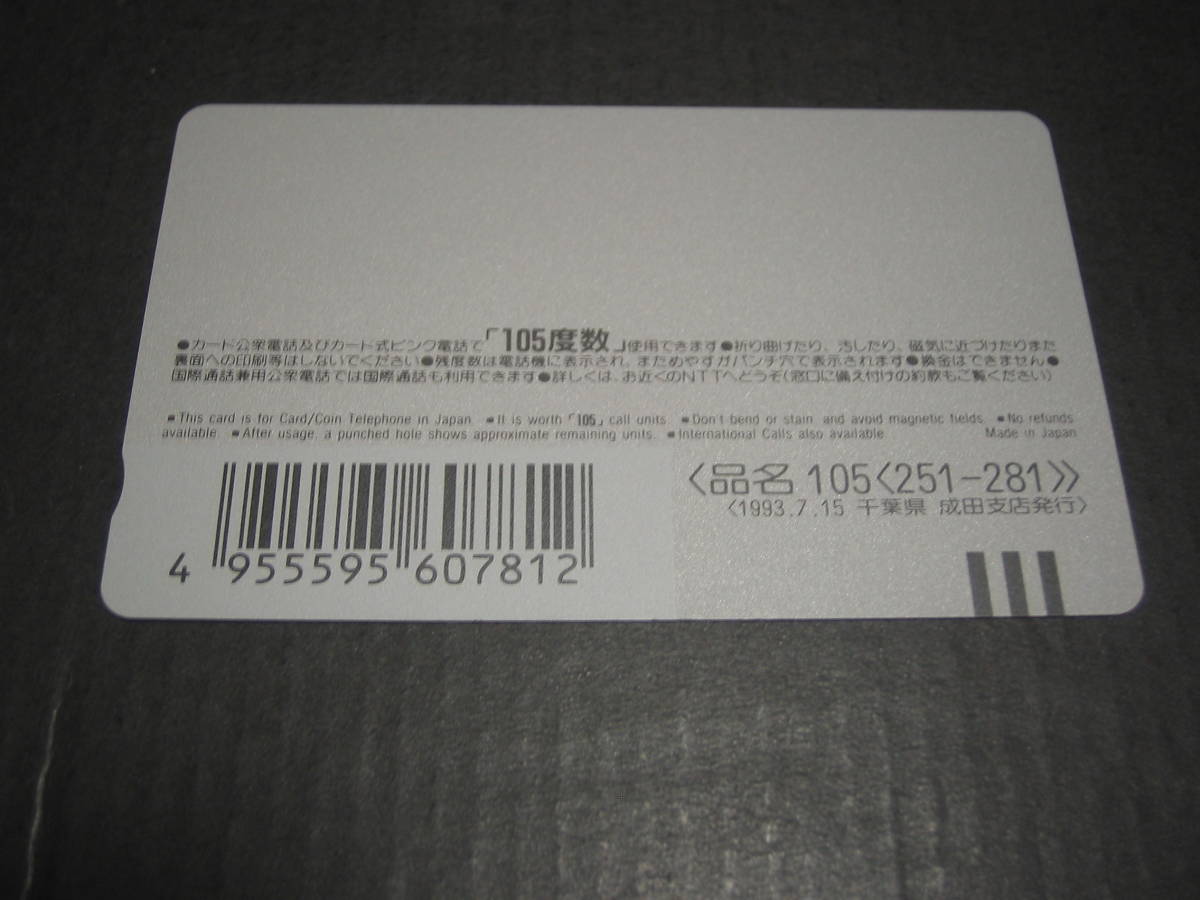 ●カード公衆電話及びカード式ピンク電話で「105度数」使用できます●折り曲げたり、汚したり、磁気に近づけたりまた
裏面への印刷等はしないでください●残度数は電話機に表示され、まためやすがパンチ穴で表示されます●換金はできません●
国際通話兼用公衆電話では国際通話も利用できます●詳しくは、お近くのNTTへどうぞ(窓口に備え付けの約款もご覧ください)
■This card is for Card/Coin Telephone in Japan. ■It is worth「105」call units. ■Don't bend or stain, and avoid magnetic fields. ■No refunds
available. ■After usage, a punched hole shows approximate remaining units. ■International Calls also available. Made in Japan
〈品名 105〈251-281〉〉
〈1993.7.15 千葉県 成田支店発行〉
4 955595 607812